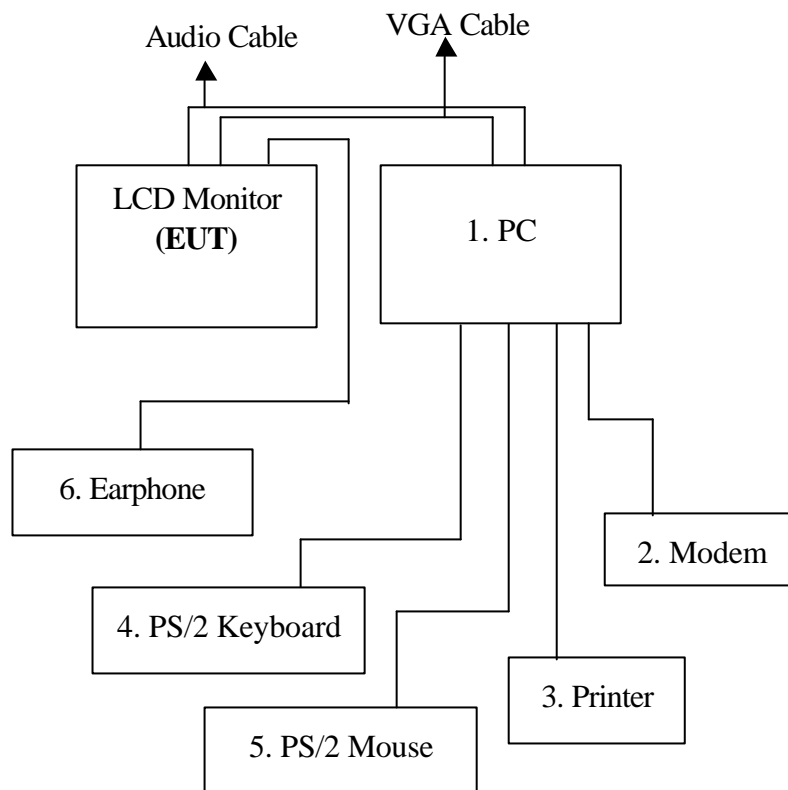 Audio Cable
VGA Cable
LCD Monitor
(EUT)
1. PC
6. Earphone
2. Modem
4. PS/2 Keyboard
3. Printer
5. PS/2 Mouse